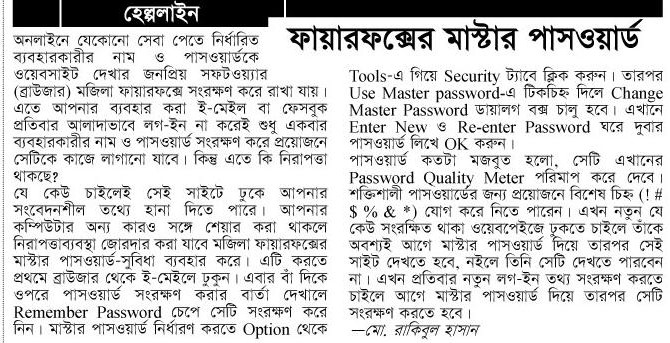 হেল্পলাইন
ফায়ারফক্সের মাস্টার পাসওয়ার্ড
অনলাইনে যেকোনো সেবা পেতে নির্ধারিত
ব্যবহারকারীর নাম ও পাসওয়ার্ডকে
ওয়েবসাইট দেখার জনপ্রিয় সফটওয়্যার
(ব্রাউজার) মজিলা ফায়ারফক্সে সংরক্ষণ করে রাখা যায়।
এতে আপনার ব্যবহার করা ই-মেইল বা ফেসবুক
প্রতিবার আলাদাভাবে লগ-ইন না করেই শুধু একবার
ব্যবহারকারীর নাম ও পাসওয়ার্ড সংরক্ষণ করে প্রয়োজনে
সেটিকে কাজে লাগানো যাবে। কিন্তু এতে কি নিরাপত্তা
থাকছে?
যে কেউ চাইলেই সেই সাইটে ঢুকে আপনার
সংবেদনশীল তথ্যে হানা দিতে পারে। আপনার
কম্পিউটার অন্য কারও সঙ্গে শেয়ার করা থাকলে
নিরাপত্তাব্যবস্থা জোরদার করা যাবে মজিলা ফায়ারফক্সের
মাস্টার পাসওয়ার্ড-সুবিধা ব্যবহার করে। এটি করতে
প্রথমে ব্রাউজার থেকে ই-মেইলে ঢুকুন। এবার বাঁ দিকে
ওপরে পাসওয়ার্ড সংরক্ষণ করার বার্তা দেখালে
Remember Password চেপে সেটি সংরক্ষণ করে
নিন। মাস্টার পাসওয়ার্ড নির্ধারণ করতে Option থেকে
Tools-এ গিয়ে Security ট্যাবে ক্লিক করুন। তারপর
Use Master password-এ টিকচিহ্ন দিলে Change
Master Password ডায়ালগ বক্স চালু হবে। এখানে
Enter New ও Re-enter Password ঘরে দুবার
পাসওয়ার্ড লিখে OK করুন।
পাসওয়ার্ড কতটা মজবুত হলো, সেটি এখানের
Password Quality Meter পরিমাপ করে দেবে।
শক্তিশালী পাসওয়ার্ডের জন্য প্রয়োজনে বিশেষ চিহ্ন (! #
$ % & *) যোগ করে নিতে পারেন। এখন নতুন যে
কেউ সংরক্ষিত থাকা ওয়েবপেইজে ঢুকতে চাইলে তাঁকে
অবশ্যই আগে মাস্টার পাসওয়ার্ড দিয়ে তারপর সেই
সাইট দেখতে হবে, নইলে তিনি সেটি দেখতে পারবেন
না। এখন প্রতিবার নতুন লগ-ইন তথ্য সংরক্ষণ করতে
চাইলে আগে মাস্টার পাসওয়ার্ড দিয়ে তারপর সেটি
সংরক্ষণ করতে হবে।
—মো. রাকিবুল হাসান